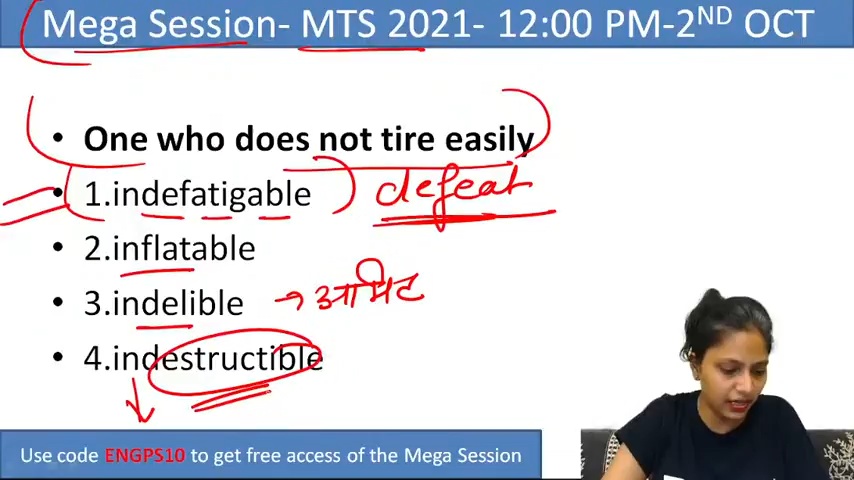 Mega Session- MTS 2021- 12:00 PM-2ND OCT
• One who does not tire easily
• 1.indefatigable defeat
• 2.inflatable
• 3.indelible → अमिट
• 4.indestructible
Use code ENGPS10 to get free access of the Mega Session